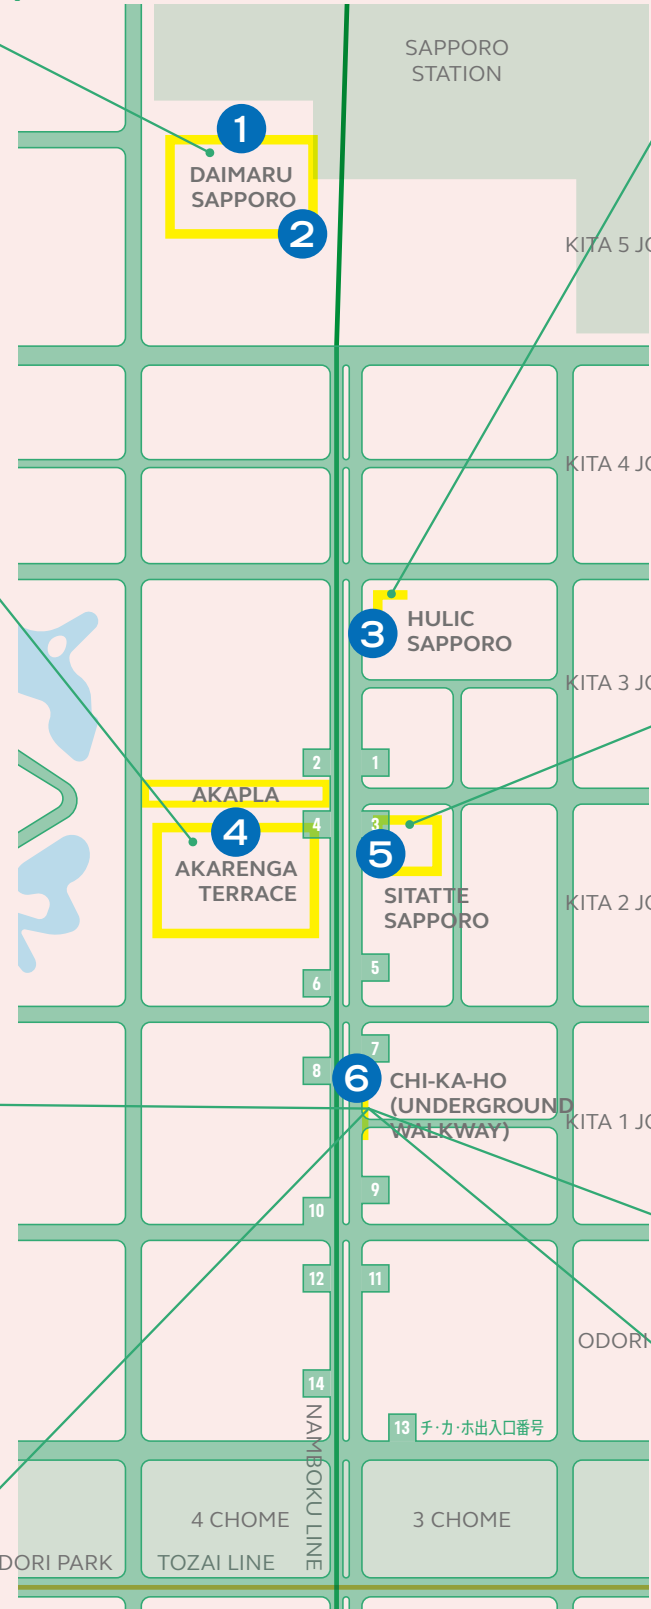 SAPPORO
STATION
1
DAIMARU
SAPPORO
2
KITA 5 JO
KITA 4 JO
3
HULIC
SAPPORO
KITA 3 JO
2
1
AKAPLA
4
3
4
5
AKARENGA
TERRACE
SITATTE
SAPPORO
KITA 2 JO
5
6
7
8
6
CHI-KA-HO
(UNDERGROUND
WALKWAY)
KITA 1 JO
9
10
12
11
ODORI
14
13 チ・カ・ホ出入口番号
NAMBOKU LINE
4 CHOME
3 CHOME
DORI PARK
TOZAI LINE